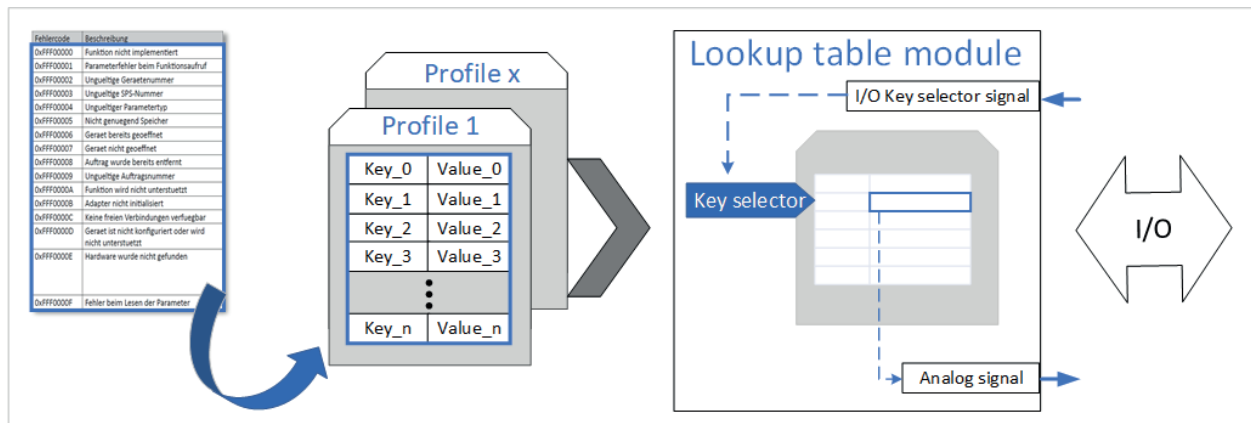 Fehlercode Beschreibung
0xFFF00000 Funktion nicht implementiert
0xFFF00001 Parameterfehler beim Funktionsaufruf
0xFFF00002 Ungueltige Geraetenummer
0xFFF00003 Ungueltige SPS-Nummer
0xFFF00004 Ungueltiger Parametertyp
0xFFF00005 Nicht genuegend Speicher
0xFFF00006 Geraet bereits geoeffnet
0xFFF00007 Geraet nicht geoeffnet
0xFFF00008 Auftrag wurde bereits entfernt
0xFFF00009 Ungueltige Auftragsnummer
0xFFF0000A Funktion wird nicht unterstuetzt
0xFFF0000B Adapter nicht initialisiert
0xFFF0000C Keine freien Verbindungen verfuegbar
0xFFF0000D Geraet ist nicht konfiguriert oder wird
nicht unterstuetzt
0xFFF0000E Hardware wurde nicht gefunden
0xFFF0000F Fehler beim Lesen der Parameter
Profile x
Profile 1
Key_0 Value_0
Key_1 Value_1
Key_2 Value_2
Key_3 Value_3
Key_n Value_n
Lookup table module
I/O Key selector signal
Key selector
Analog signal
I/O